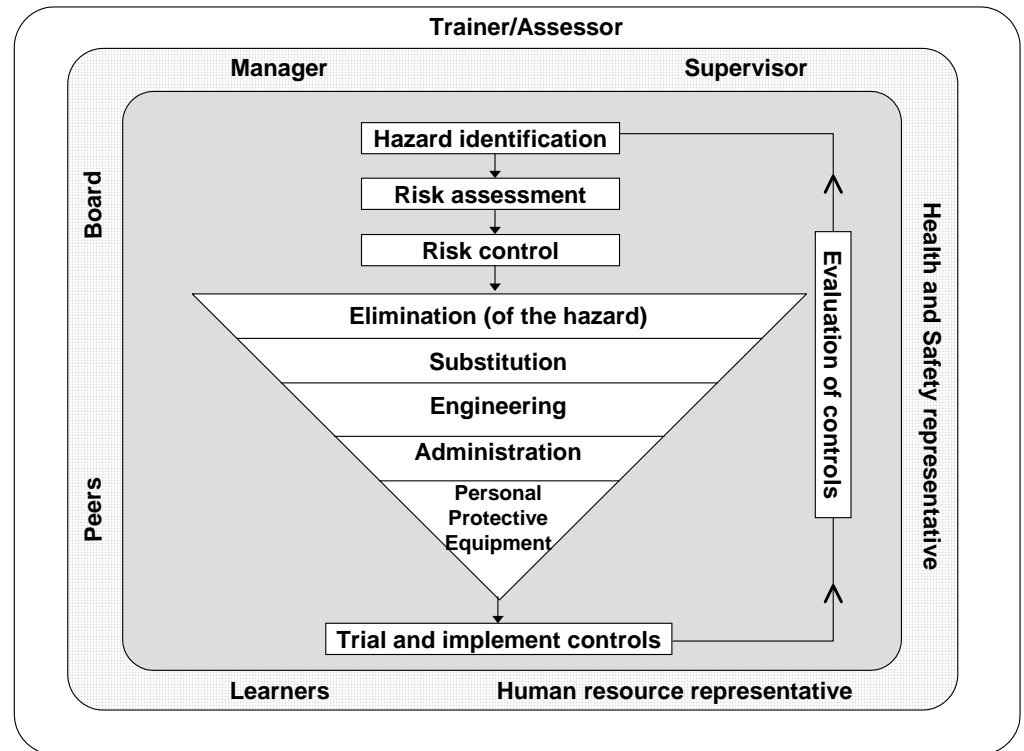 Trainer/Assessor
Manager
Supervisor
Board
Peers
Hazard identification
Risk assessment
Risk control
Elimination (of the hazard)
Substitution
Engineering
Administration
Personal
Protective
Equipment
Trial and implement controls
Evaluation of controls
Health and Safety representative
Learners
Human resource representative